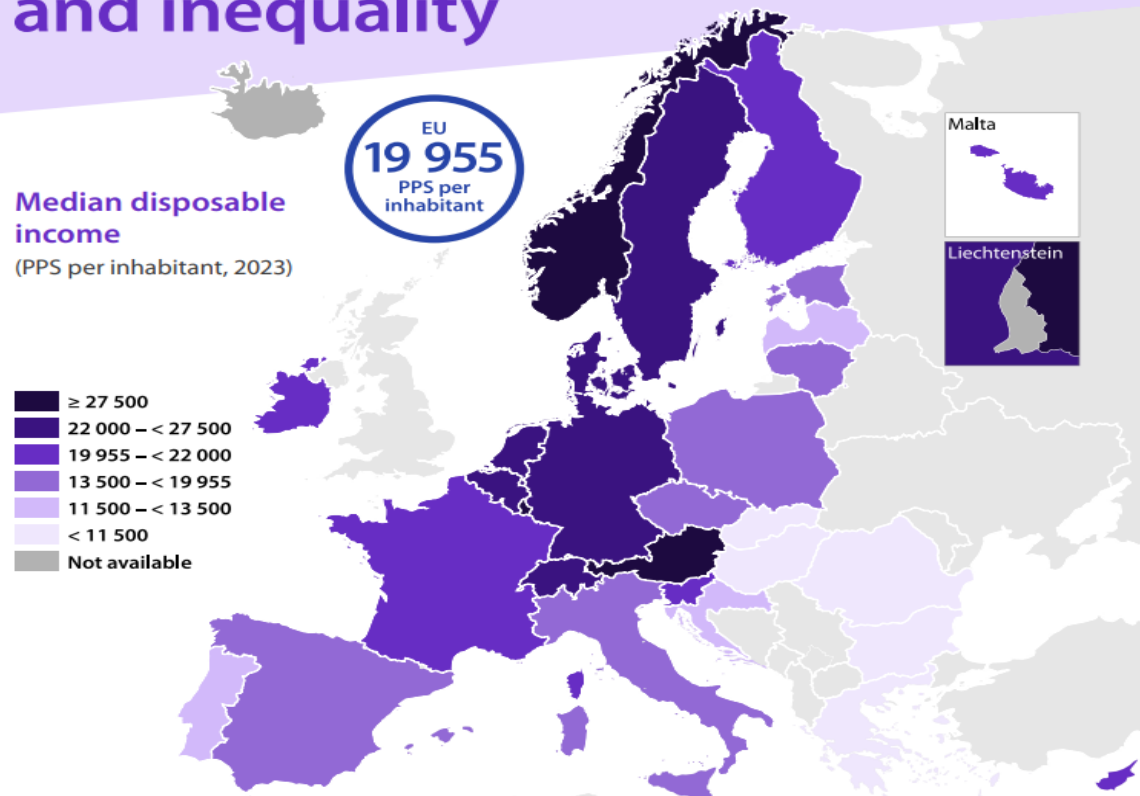 and inequality
EU
19 955
PPS per
inhabitant
Median disposable
income
(PPS per inhabitant, 2023)
≥ 27 500
22 000 – < 27 500
19 955 – < 22 000
13 500 – < 19 955
11 500 – < 13 500
< 11 500
Not available
Malta
Liechtenstein